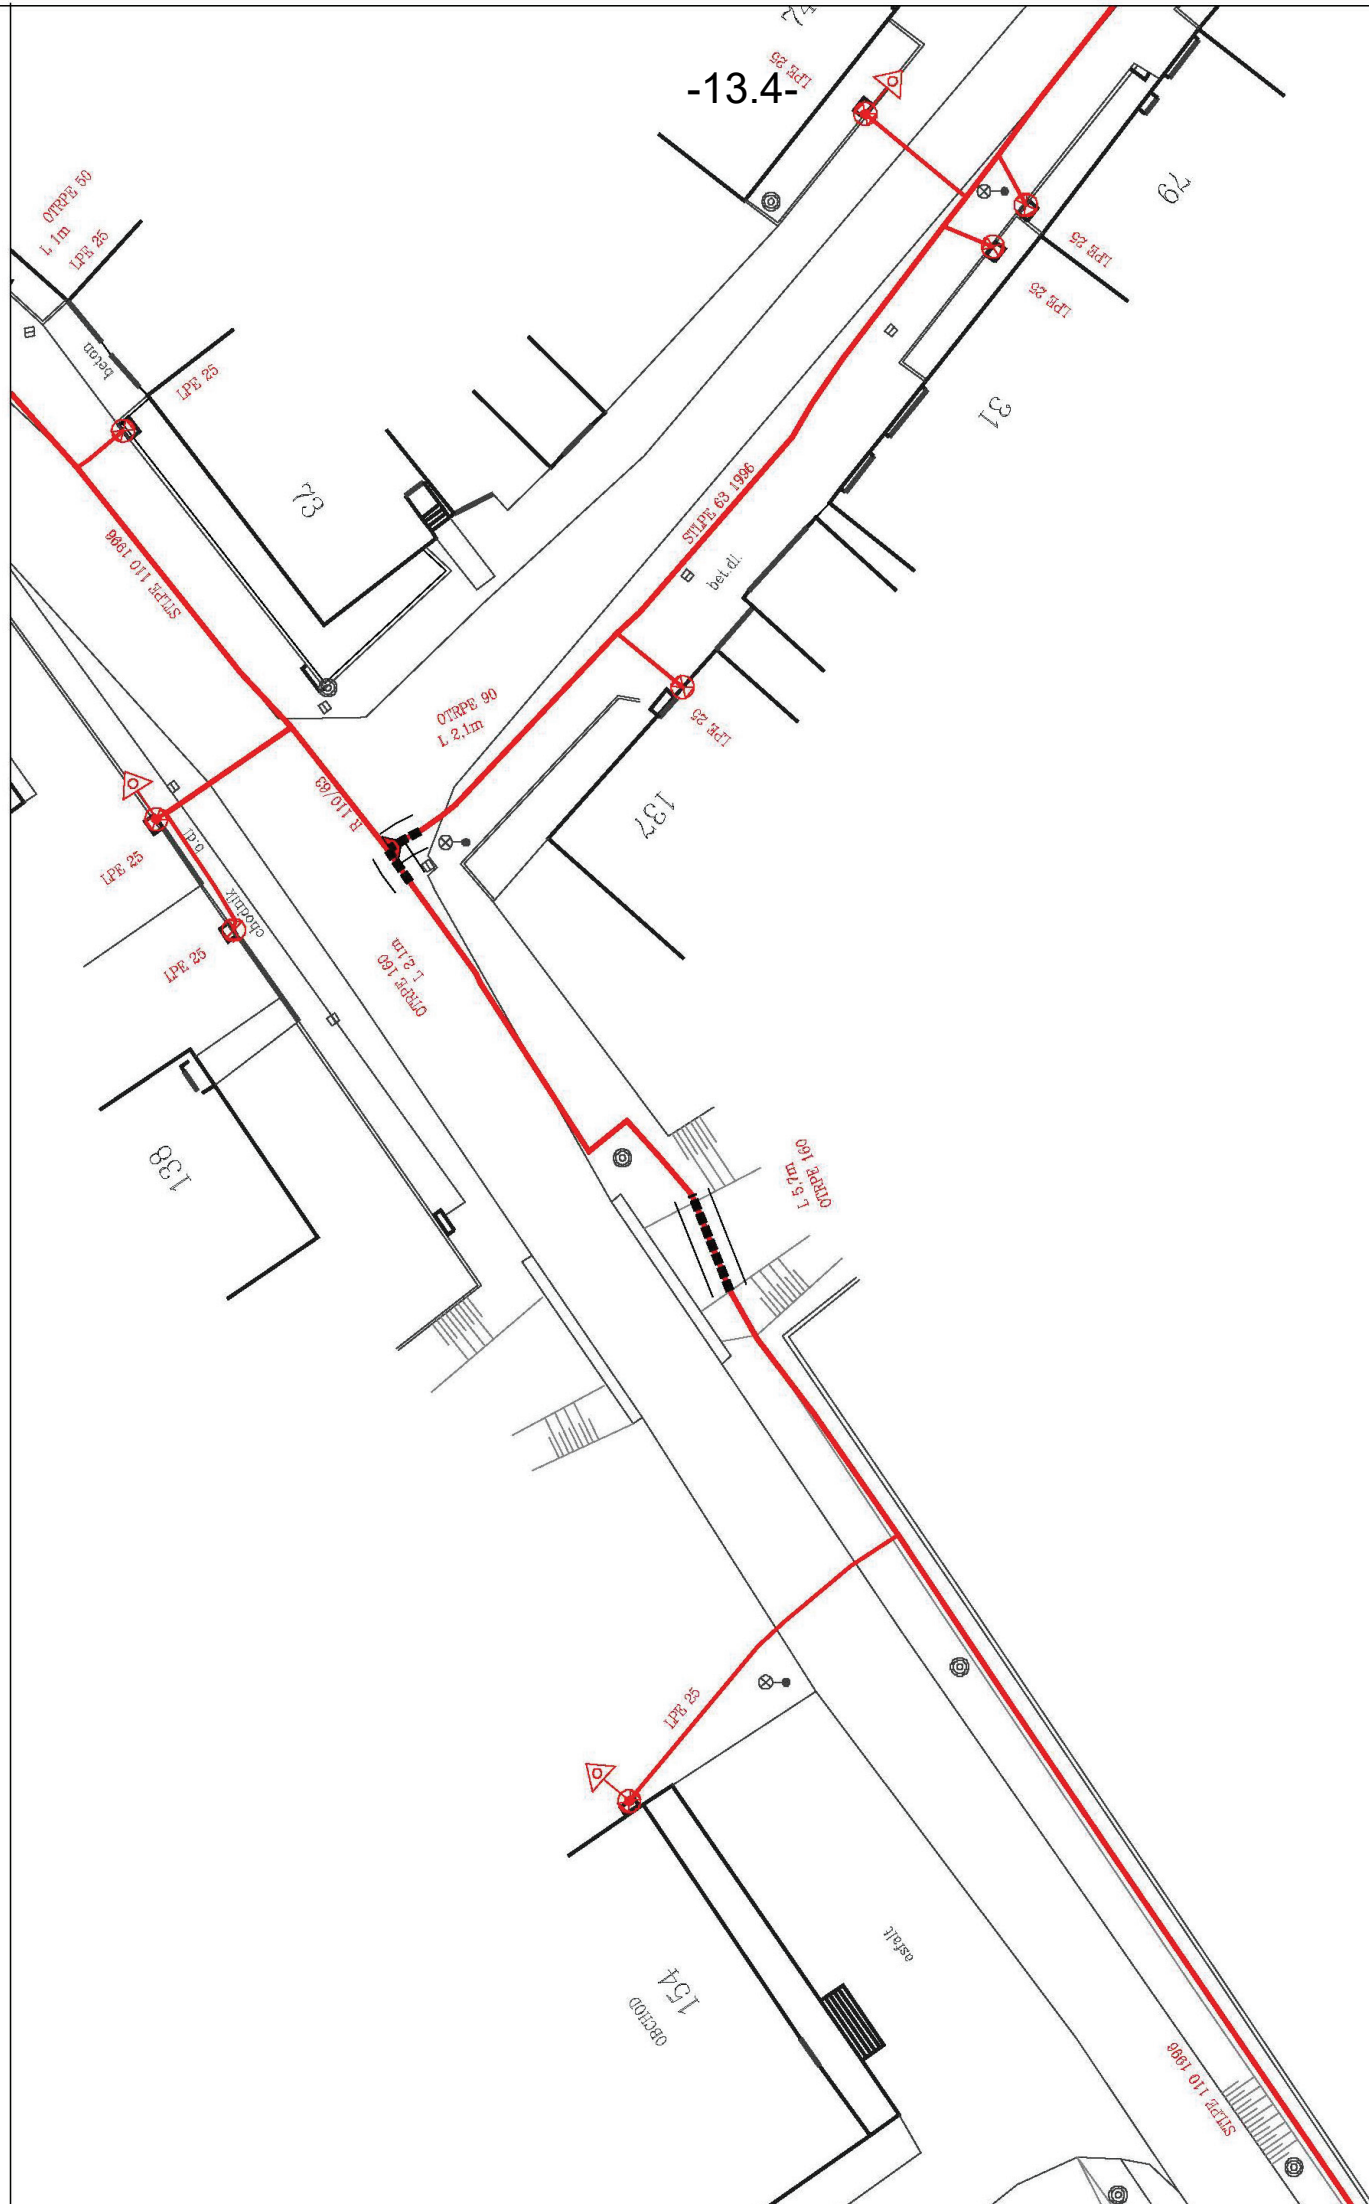 74
LPE 25
-13.4-
OTRPE 50
L 1m
LPE 25
79
LPE 25
LPE 25
beton
LPE 25
31
73
STLPE 63 1996
STLPE 110 1996
bet.dl.
OTRPE 90
L 2,1m
LPE 25
R 110/63
137
b.dl
LPE 25
chodník
LPE 25
OTRPE 160
L 2,1m
138
OTRPE 160
L 5,7m
LPE 25
asfalt
154
OBCHOD
STLPE 110 1996